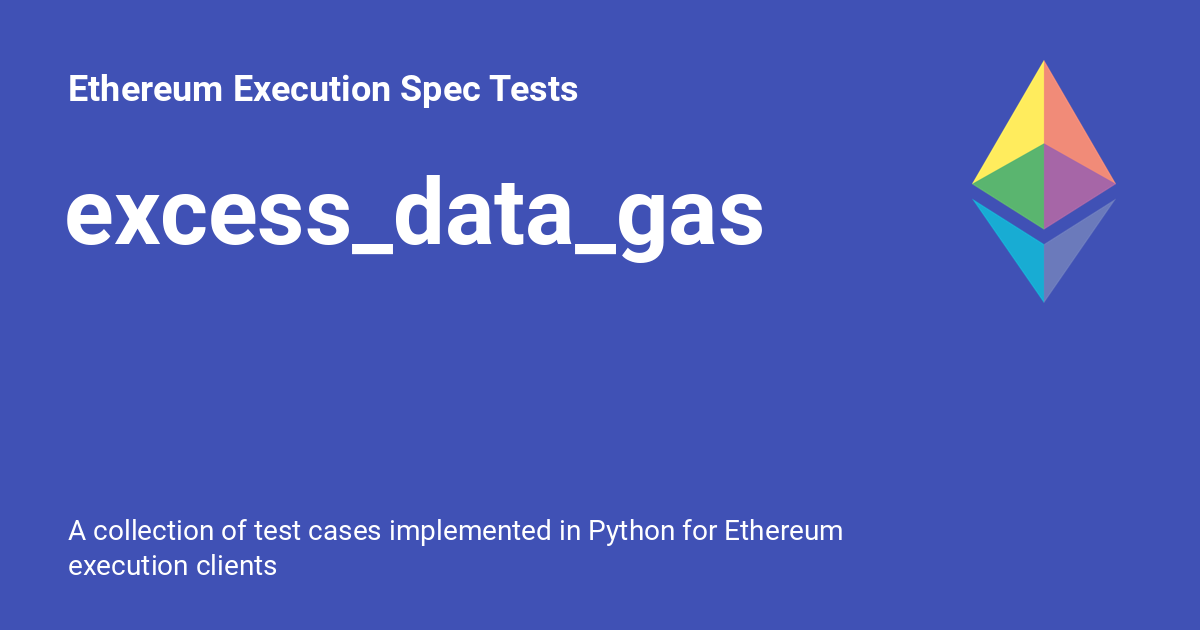 Ethereum Execution Spec Tests
excess_data_gas
A collection of test cases implemented in Python for Ethereum
execution clients